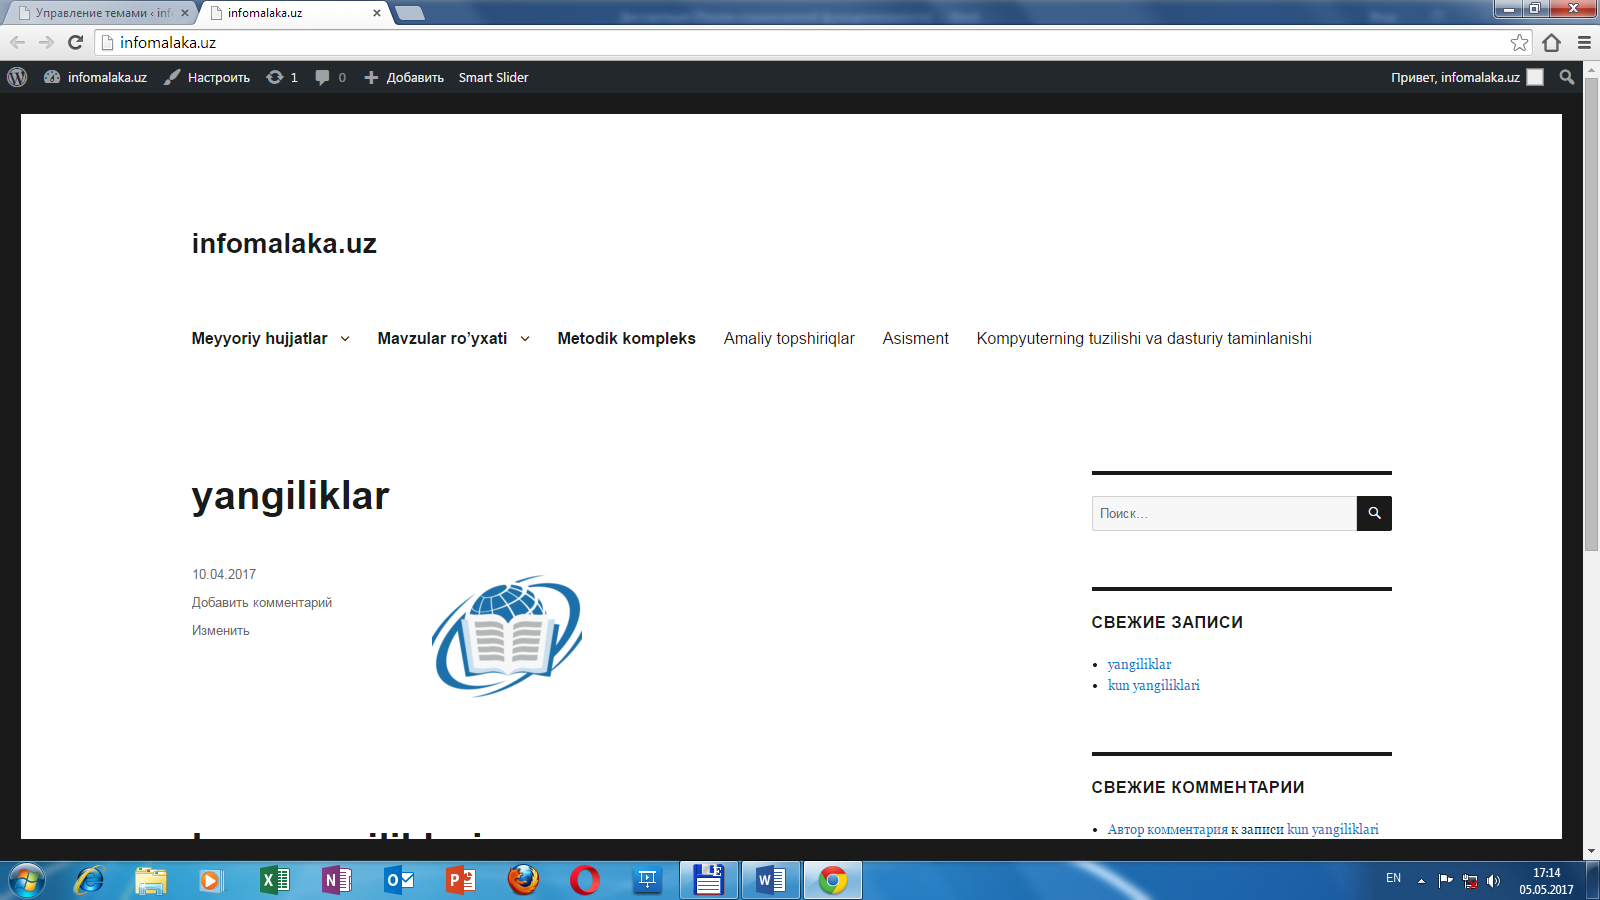 Управление темами ‹ inf
infomalaka.uz
infomalaka.uz
infomalaka.uz Настроить 1 0 Добавить Smart Slider Привет, infomalaka.uz
infomalaka.uz
Meyyoriy hujjatlar Mavzular ro’yxati Metodik kompleks Amaliy topshiriqlar Asisment Kompyuterning tuzilishi va dasturiy taminlanishi
yangiliklar
10.04.2017
Добавить комментарий
Изменить
Поиск…
СВЕЖИЕ ЗАПИСИ
yangiliklar
kun yangiliklari
СВЕЖИЕ КОММЕНТАРИИ
Автор комментария к записи kun yangiliklari
EN
17:14
05.05.2017